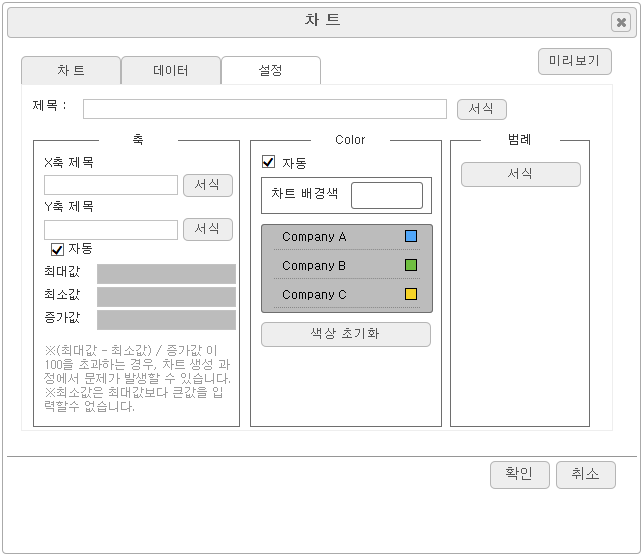 차 트
미리보기
차 트
데이터
설정
제목 :
서식
축
X축 제목
서식
Y축 제목
서식
자동
최대값
최소값
증가값
※(최대값 - 최소값) / 증가값 이
100을 초과하는 경우, 차트 생성 과
정에서 문제가 발생할 수 있습니다.
※최소값은 최대값보다 큰값을 입
력할수 없습니다.
Color
자동
차트 배경색
Company A
Company B
Company C
색상 초기화
범례
서식
확인
취소